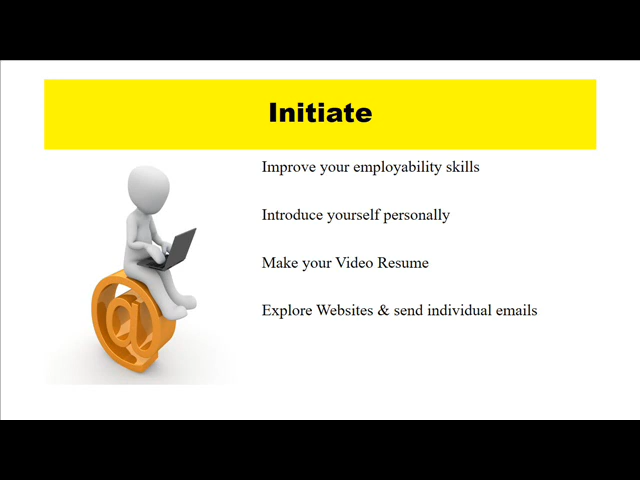 Initiate
Improve your employability skills
Introduce yourself personally
Make your Video Resume
Explore Websites & send individual emails
@